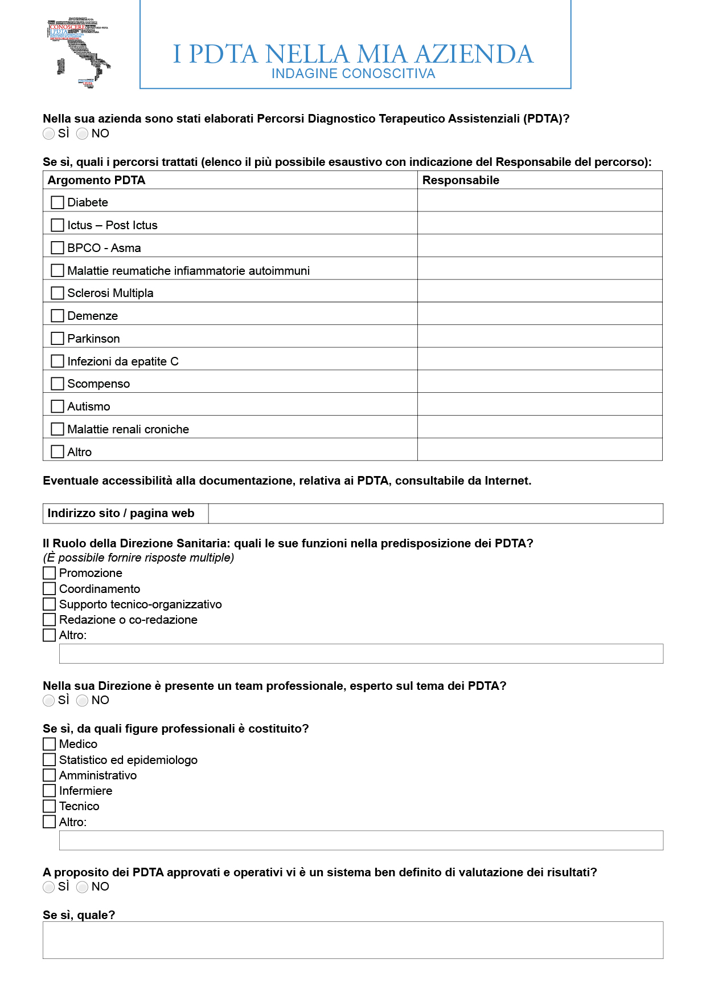 CONOSCERE
I PDTA
INDAGINE CONOSCITIVA
I PDTA NELLA MIA AZIENDA
INDAGINE CONOSCITIVA
Nella sua azienda sono stati elaborati Percorsi Diagnostico Terapeutico Assistenziali (PDTA)?
SÌ NO
Se sì, quali i percorsi trattati (elenco il più possibile esaustivo con indicazione del Responsabile del percorso):
Argomento PDTA Responsabile
Diabete
Ictus – Post Ictus
BPCO - Asma
Malattie reumatiche infiammatorie autoimmuni
Sclerosi Multipla
Demenze
Parkinson
Infezioni da epatite C
Scompenso
Autismo
Malattie renali croniche
Altro
Eventuale accessibilità alla documentazione, relativa ai PDTA, consultabile da Internet.
Indirizzo sito / pagina web
Il Ruolo della Direzione Sanitaria: quali le sue funzioni nella predisposizione dei PDTA?
(È possibile fornire risposte multiple)
Promozione
Coordinamento
Supporto tecnico-organizzativo
Redazione o co-redazione
Altro:
Nella sua Direzione è presente un team professionale, esperto sul tema dei PDTA?
SÌ NO
Se sì, da quali figure professionali è costituito?
Medico
Statistico ed epidemiologo
Amministrativo
Infermiere
Tecnico
Altro:
A proposito dei PDTA approvati e operativi vi è un sistema ben definito di valutazione dei risultati?
SÌ NO
Se sì, quale?